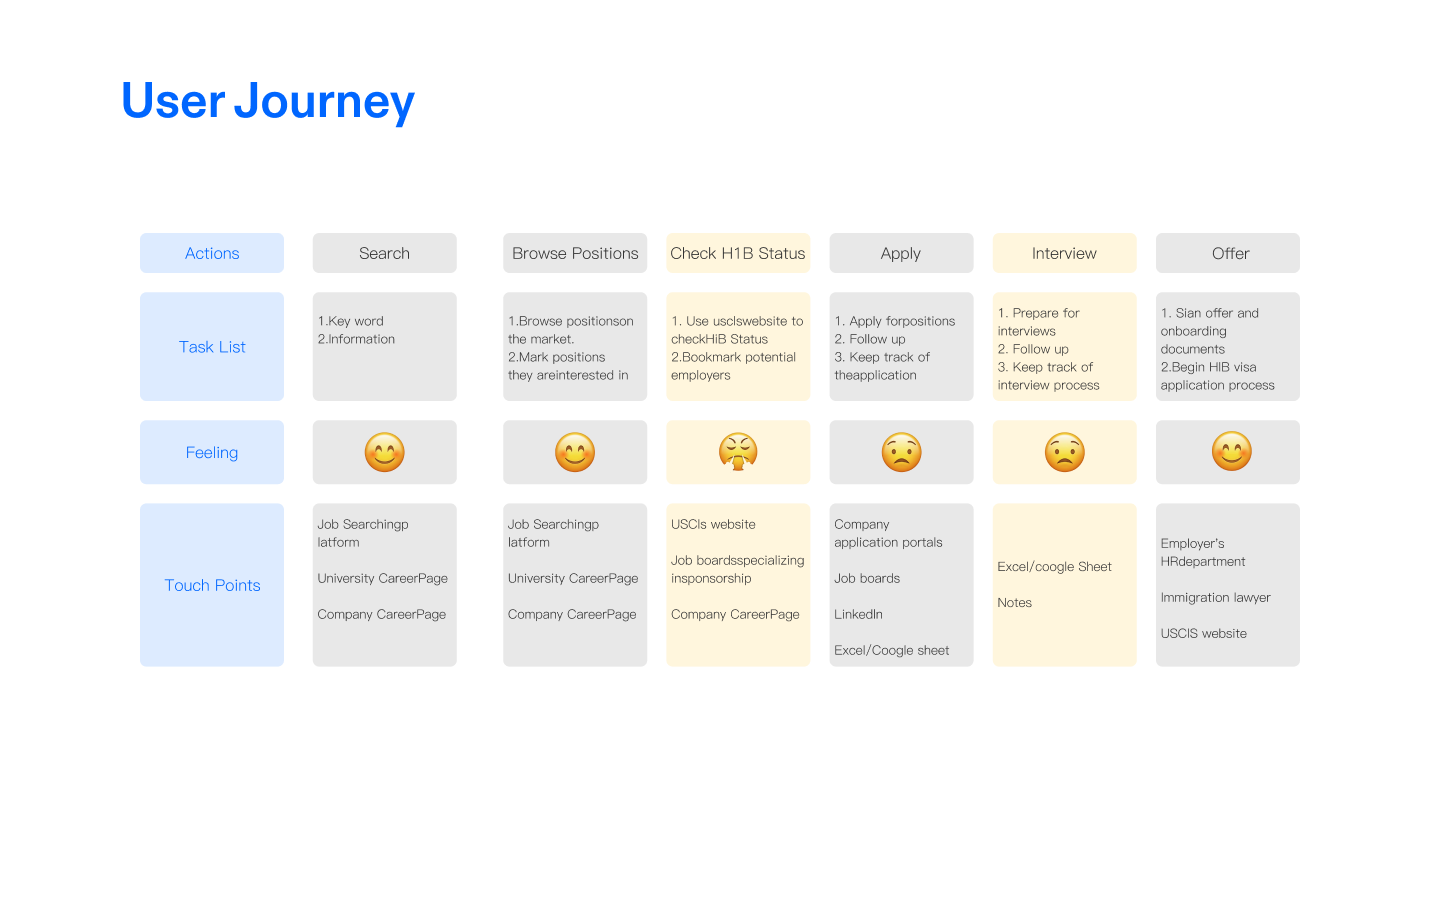 User Journey
Actions
Search
Browse Positions
Check H1B Status
Apply
Interview
Offer
Task List
1.Key word
2.Information
1.Browse positionson
the market.
2.Mark positions
they areinterested in
1. Use usclswebsite to
checkHiB Status
2.Bookmark potential
employers
1. Apply forpositions
2. Follow up
3. Keep track of
theapplication
1. Prepare for
interviews
2. Follow up
3. Keep track of
interview process
1. Sian offer and
onboarding
documents
2.Begin HIB visa
application process
Feeling
Touch Points
Job Searchingp
latform
University CareerPage
Company CareerPage
Job Searchingp
latform
University CareerPage
Company CareerPage
USCIs website
Job boardsspecializing
insponsorship
Company CareerPage
Company
application portals
Job boards
LinkedIn
Excel/Coogle sheet
Excel/coogle Sheet
Notes
Employer's
HRdepartment
Immigration lawyer
USCIS website